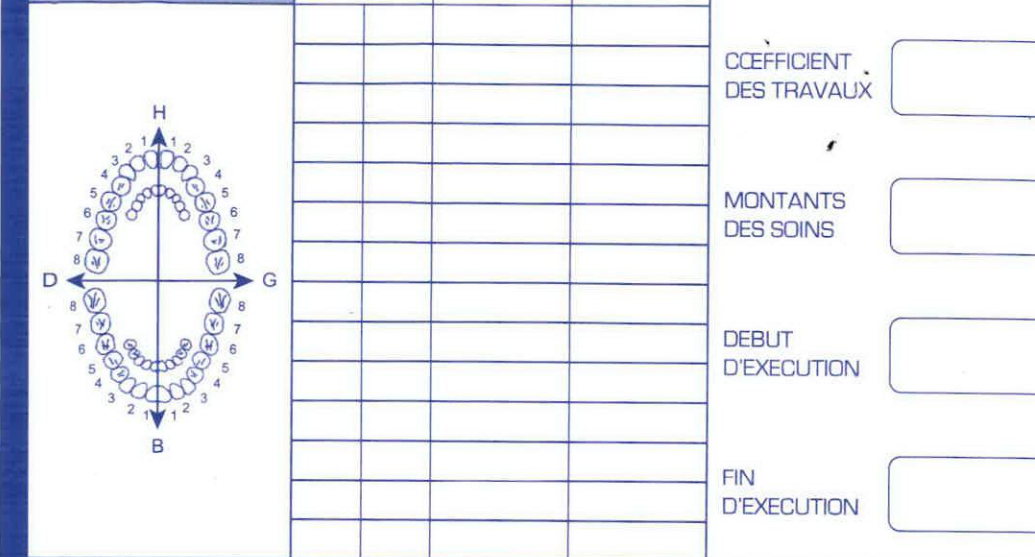 H
1 1
2 2
3 3
4 4
5 5
6 6
7 7
8 8
D G
8 8
7 7
6 6
5 5
4 4
3 3
2 2
1 1
B
CŒFFICIENT
DES TRAVAUX
MONTANTS
DES SOINS
DEBUT
D'EXECUTION
FIN
D'EXECUTION